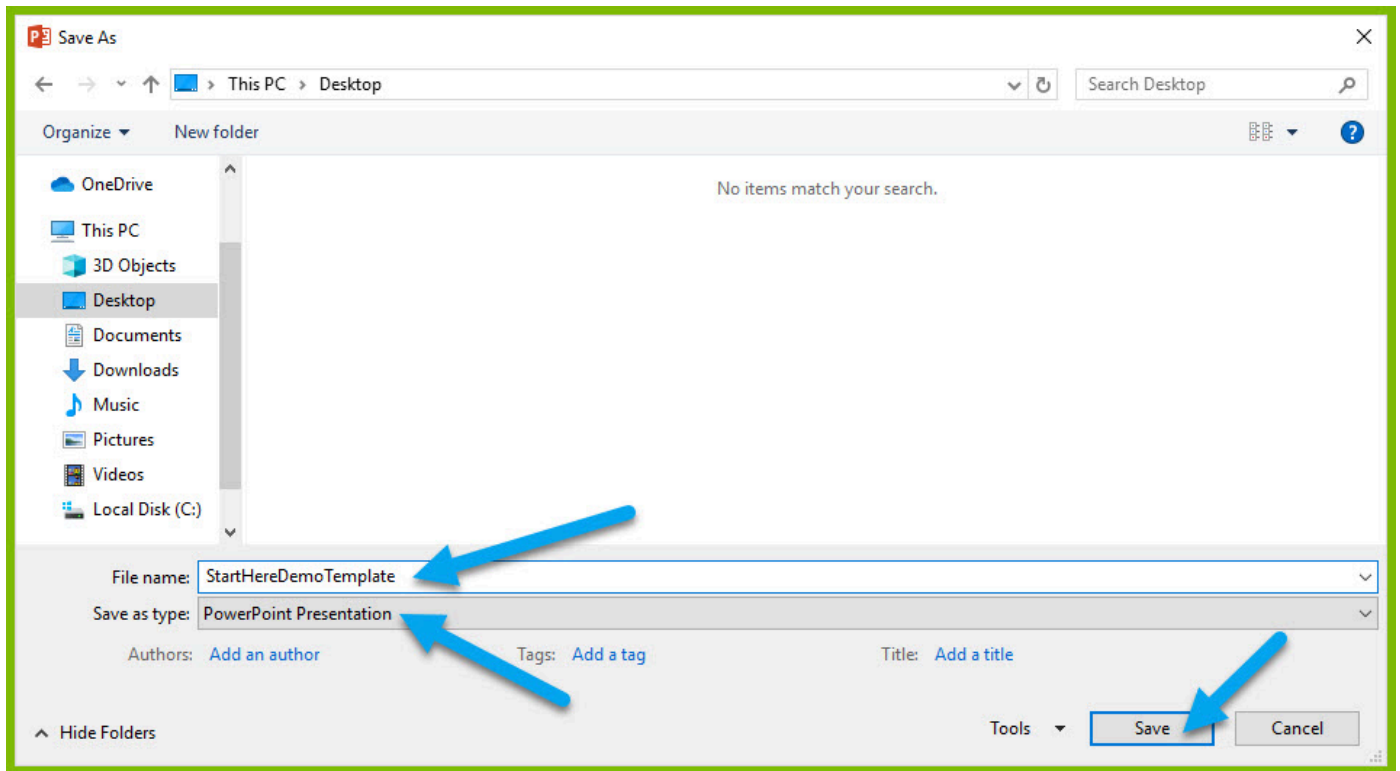 Save As
This PC > Desktop
Search Desktop
Organize
New folder
OneDrive
No items match your search.
This PC
3D Objects
Desktop
Documents
Downloads
Music
Pictures
Videos
Local Disk (C:)
File name: StartHereDemoTemplate
Save as type: PowerPoint Presentation
Authors: Add an author Tags: Add a tag Title: Add a title
Hide Folders
Tools Save Cancel